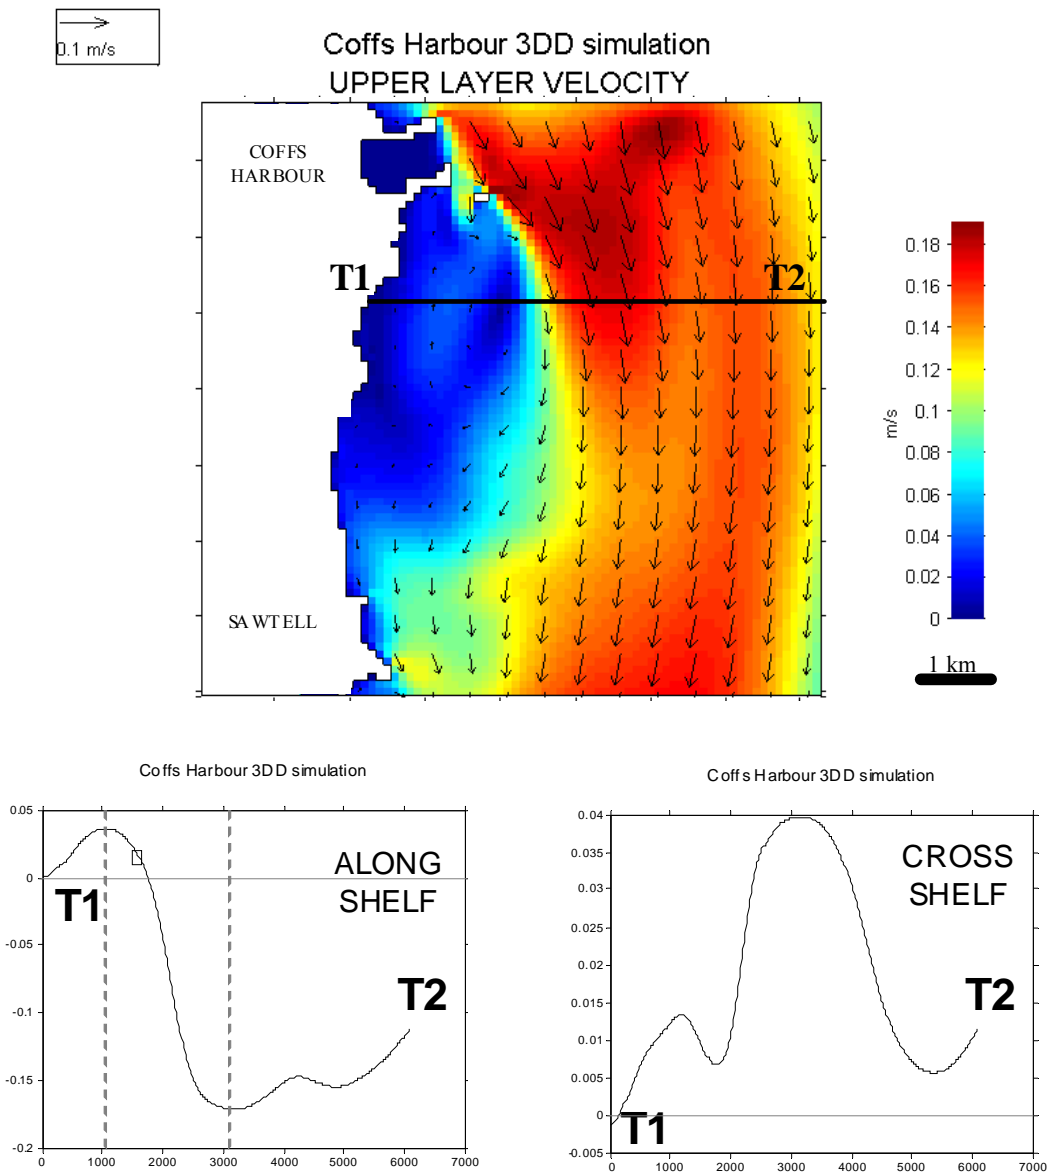 0.1 m/s
Coffs Harbour 3DD simulation
UPPER LAYER VELOCITY
COFFS
HARBOUR
T1
T2
SAWTELL
0.18
0.16
0.14
0.12
0.1
0.08
0.06
0.04
0.02
0
m/s
1 km
Coffs Harbour 3DD simulation
0.05
0
-0.05
-0.1
-0.15
-0.2
0
1000
2000
3000
4000
5000
6000
7000
ALONG
SHELF
T1
T2
Coffs Harbour 3DD simulation
0.04
0.035
0.03
0.025
0.02
0.015
0.01
0.005
0
-0.005
0
1000
2000
3000
4000
5000
6000
7000
CROSS
SHELF
T2
T1